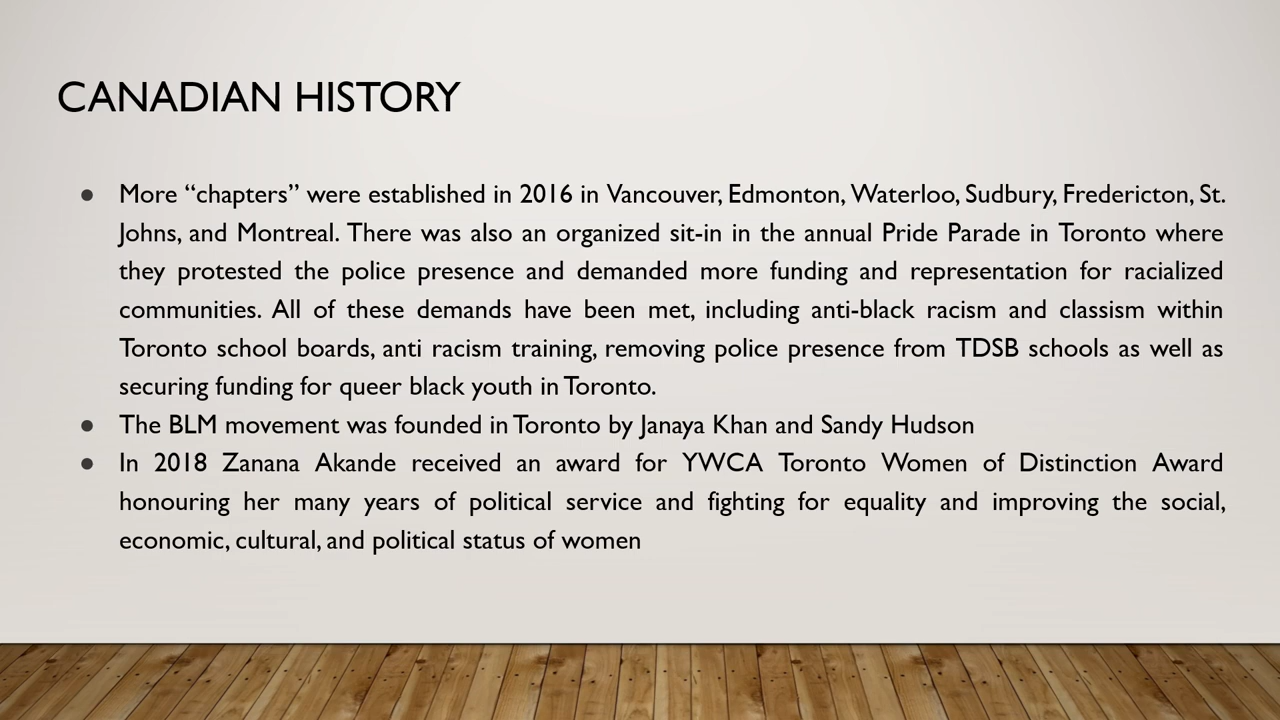 CANADIAN HISTORY
● More “chapters” were established in 2016 in Vancouver, Edmonton, Waterloo, Sudbury, Fredericton, St.
Johns, and Montreal. There was also an organized sit-in in the annual Pride Parade in Toronto where
they protested the police presence and demanded more funding and representation for racialized
communities. All of these demands have been met, including anti-black racism and classism within
Toronto school boards, anti racism training, removing police presence from TDSB schools as well as
securing funding for queer black youth in Toronto.
● The BLM movement was founded in Toronto by Janaya Khan and Sandy Hudson
● In 2018 Zanana Akande received an award for YWCA Toronto Women of Distinction Award
honouring her many years of political service and fighting for equality and improving the social,
economic, cultural, and political status of women